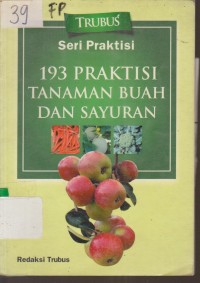 39 FP
TRUBUS
Seri Praktisi
193 PRAKTISI
TANAMAN BUAH
DAN SAYURAN
Redaksi Trubus